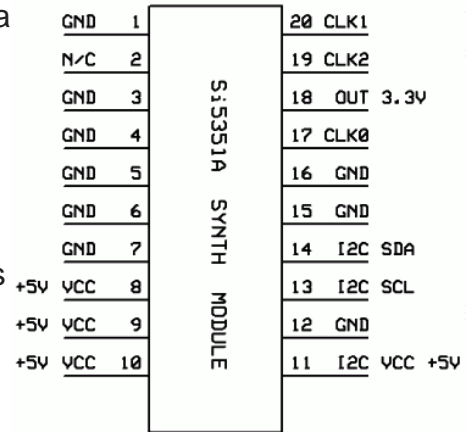 a
GND 1 20 CLK1
N/C 2 19 CLK2
GND 3 18 OUT 3.3V
GND 4 17 CLK0
GND 5 16 GND
GND 6 15 GND
GND 7 14 I2C SDA
s
+5V VCC 8 13 I2C SCL
+5V VCC 9 12 GND
+5V VCC 10 11 I2C VCC +5V
Si5351A SYNTH MODULE